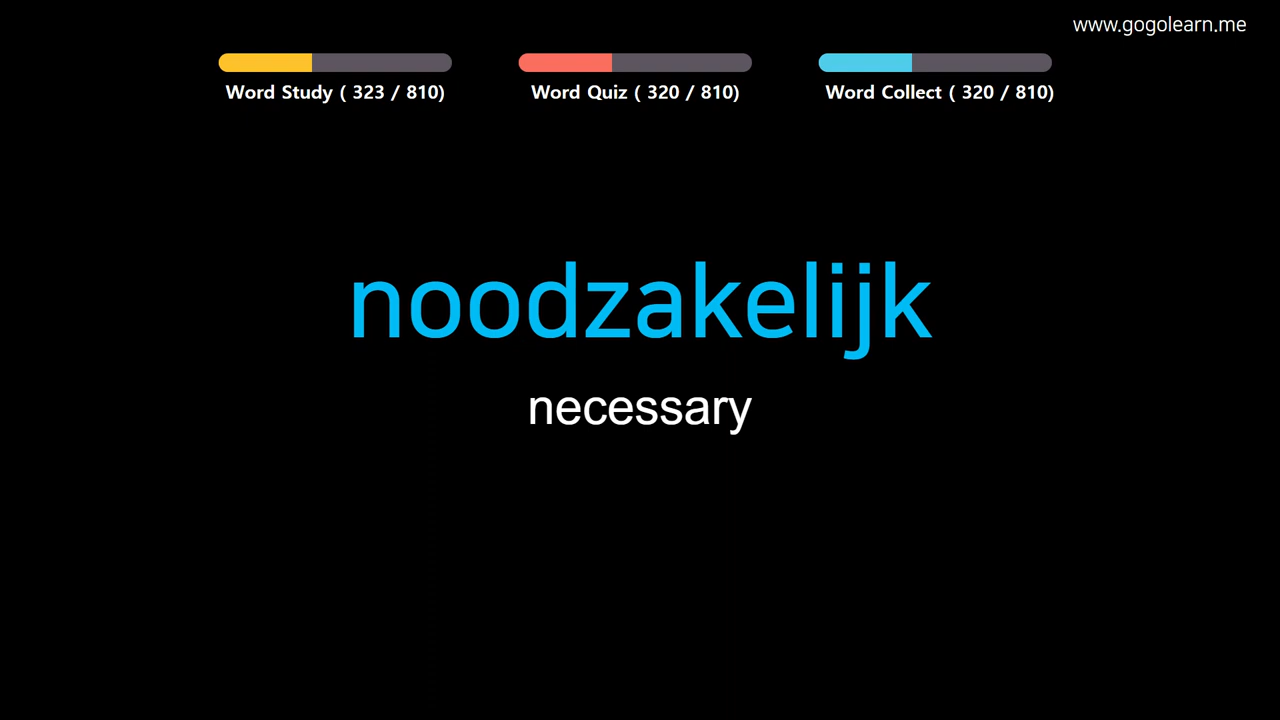 www.gogolearn.me
Word Study ( 323 / 810)
Word Quiz ( 320 / 810)
Word Collect ( 320 / 810)
noodzakelijk
necessary